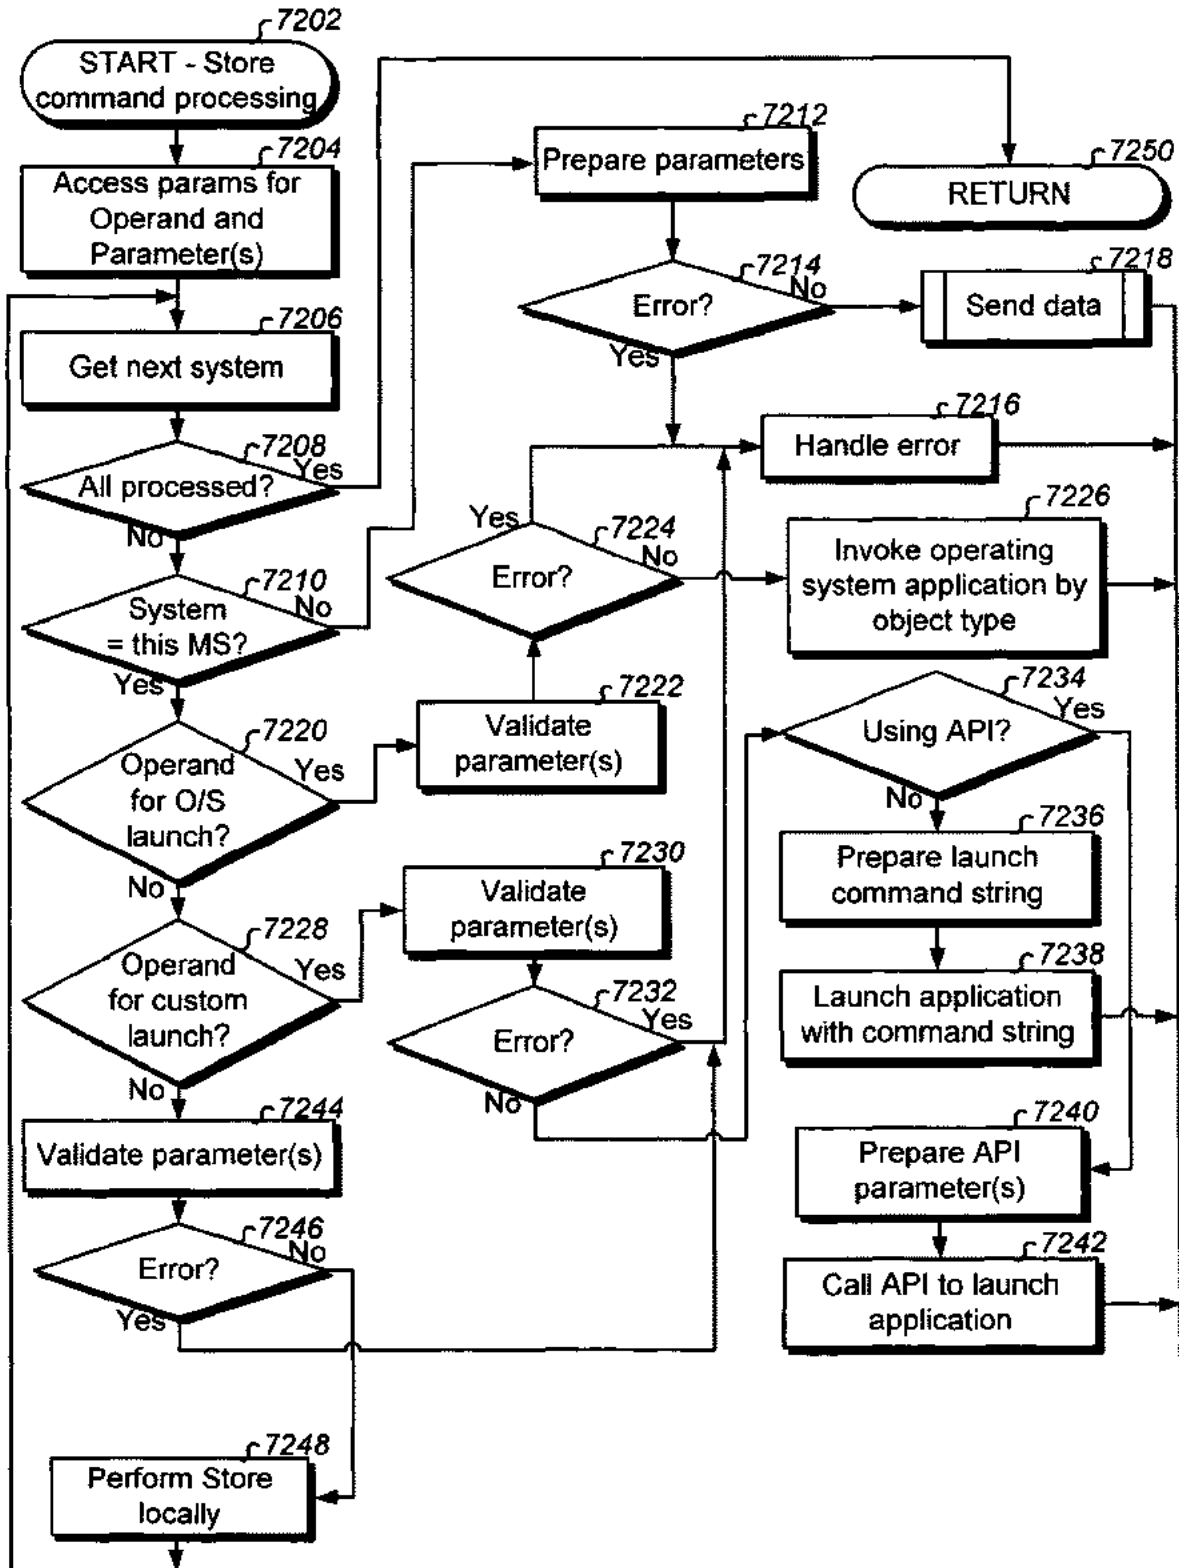 7202
START - Store
command processing
7204
Access params for
Operand and
Parameter(s)
7206
Get next system
7208
All processed?
Yes
No
7210
System
= this MS?
No
Yes
7220
Operand
for O/S
launch?
Yes
No
7228
Operand
for custom
launch?
Yes
No
7244
Validate parameter(s)
7246
Error?
No
Yes
7248
Perform Store
locally
7212
Prepare parameters
7214
Error?
No
Yes
7224
Error?
Yes
No
7222
Validate
parameter(s)
7230
Validate
parameter(s)
7232
Error?
Yes
No
7250
RETURN
7218
Send data
7216
Handle error
7226
Invoke operating
system application by
object type
7234
Using API?
Yes
No
7236
Prepare launch
command string
7238
Launch application
with command string
7240
Prepare API
parameter(s)
7242
Call API to launch
application